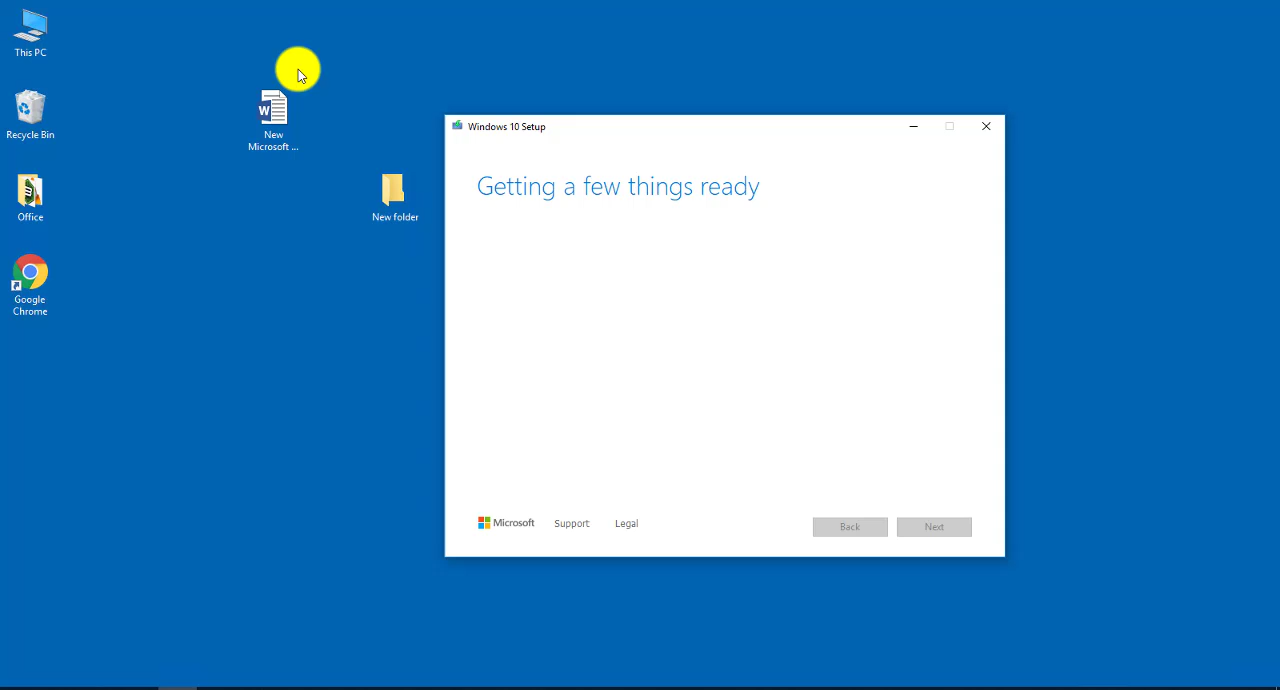 This PC
Recycle Bin
Office
Google
Chrome
New
Microsoft ...
New folder
Windows 10 Setup
Getting a few things ready
Microsoft
Support
Legal
Back
Next